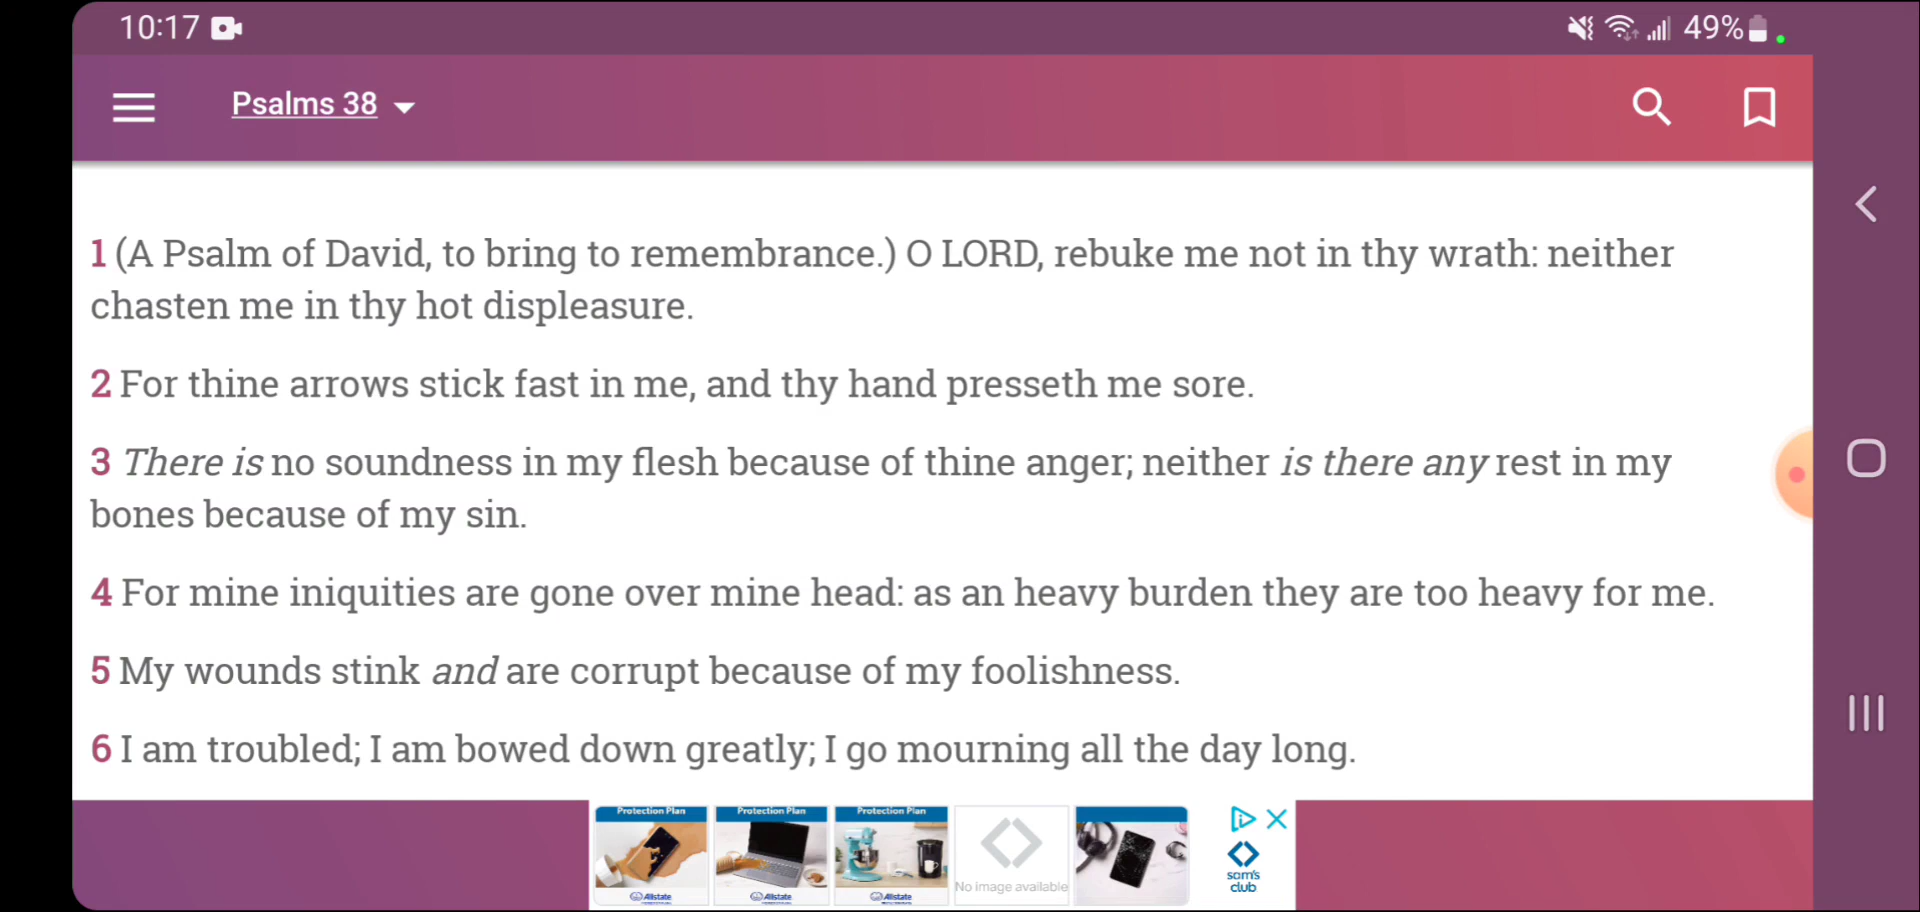 10:17
49%
Psalms 38
1 (A Psalm of David, to bring to remembrance.) O LORD, rebuke me not in thy wrath: neither
chasten me in thy hot displeasure.
2 For thine arrows stick fast in me, and thy hand presseth me sore.
3 There is no soundness in my flesh because of thine anger; neither is there any rest in my
bones because of my sin.
4 For mine iniquities are gone over mine head: as an heavy burden they are too heavy for me.
5 My wounds stink and are corrupt because of my foolishness.
6 I am troubled; I am bowed down greatly; I go mourning all the day long.
Protection Plan
Allstate
Protection Plan
Allstate
Protection Plan
Allstate
No image available
sam's
club